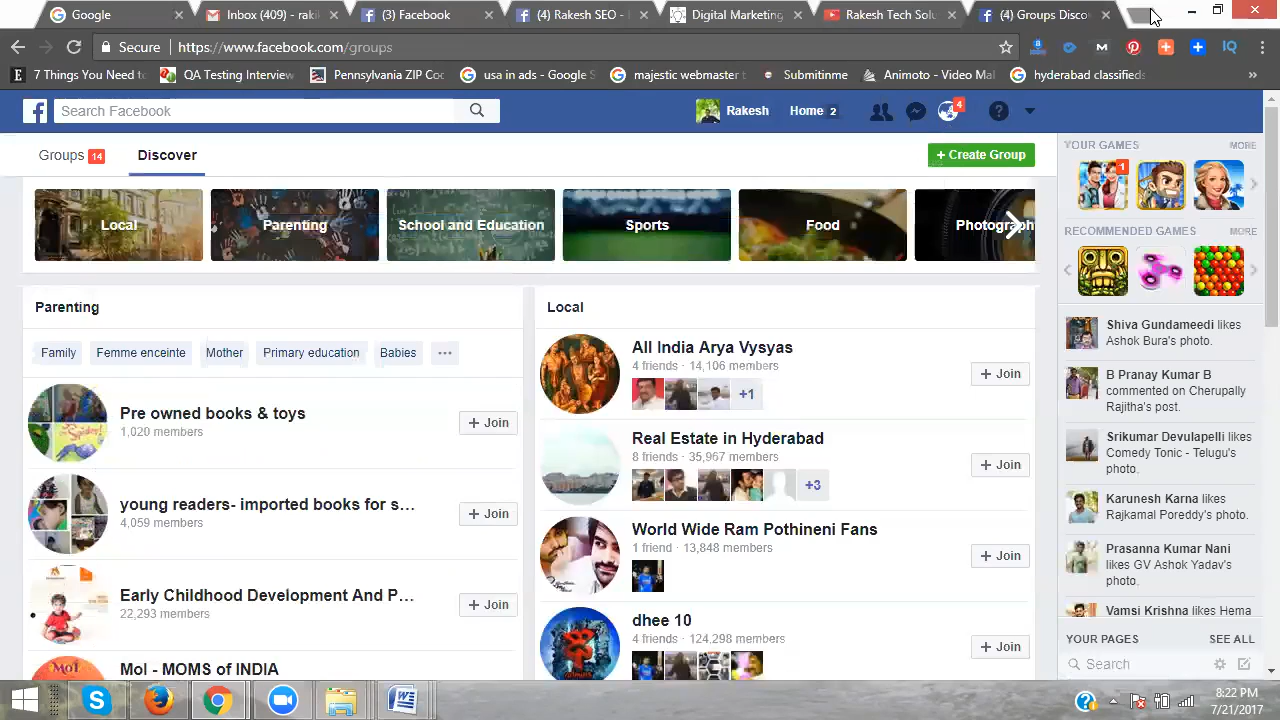 Google
Inbox (409) - raki
(3) Facebook
(4) Rakesh SEO -
Digital Marketing
Rakesh Tech Solu
(4) Groups Discov
Secure
https://www.facebook.com/groups
7 Things You Need t
QA Testing Interview
Pennsylvania ZIP Coc
usa in ads - Google S
majestic webmaster t
Submitinme
Animoto - Video Mal
hyderabad classifieds
»
Search Facebook
Rakesh
Home 2
4
Groups 14
Discover
+ Create Group
Local
Parenting
School and Education
Sports
Food
Photograph
Parenting
Family
Femme enceinte
Mother
Primary education
Babies
...
Pre owned books & toys
1,020 members
+ Join
young readers- imported books for s...
4,059 members
+ Join
Early Childhood Development And P...
22,293 members
+ Join
MoI - MOMS of INDIA
Local
All India Arya Vysyas
4 friends · 14,106 members
+1
+ Join
Real Estate in Hyderabad
8 friends · 35,967 members
+3
+ Join
World Wide Ram Pothineni Fans
1 friend · 13,848 members
+ Join
dhee 10
4 friends · 124,298 members
+ Join
YOUR GAMES
MORE
1
RECOMMENDED GAMES
MORE
Shiva Gundameedi likes
Ashok Bura's photo.
B Pranay Kumar B
commented on Cherupally
Rajitha's post.
Srikumar Devulapelli likes
Comedy Tonic - Telugu's
photo.
Karunesh Karna likes
Rajkamal Poreddy's photo.
Prasanna Kumar Nani
likes GV Ashok Yadav's
photo.
Vamsi Krishna likes Hema
YOUR PAGES
SEE ALL
Search
8:22 PM
7/21/2017